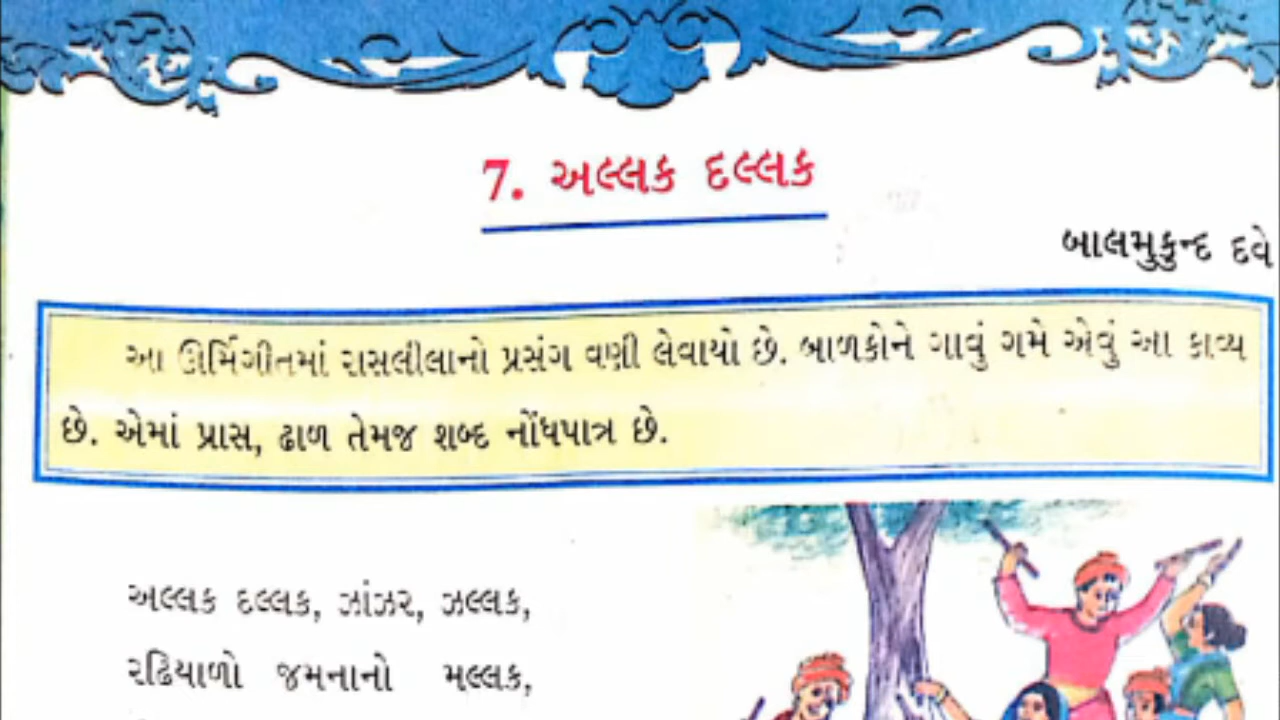 7. અલ્લક દલ્લક
બાલમુકુન્દ દવે
આ ઊર્મિગીતમાં રાસલીલાનો પ્રસંગ વણી લેવાયો છે. બાળકોને ગાવું ગમે એવું આ કાવ્ય
છે. એમાં પ્રાસ, ઢાળ તેમજ શબ્દ નોંધપાત્ર છે.
અલ્લક દલ્લક, ઝાંઝર, ઝલ્લક,
રઢિયાળો જમનાનો મલ્લક,